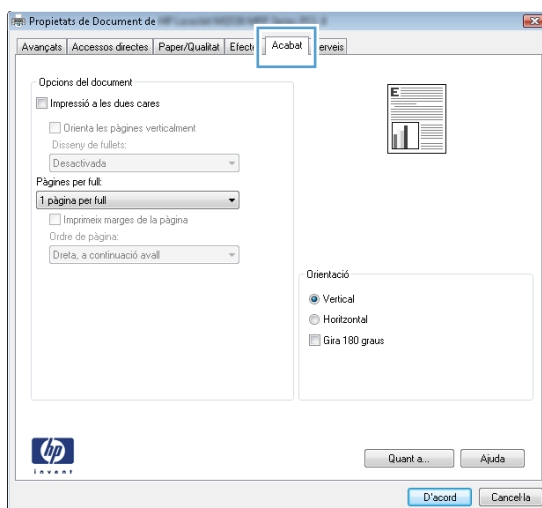 Propietats de Document de
Avançats Accessos directes Paper/Qualitat Acabat
Opcions del document
Impressió a les dues cares
Orienta les pàgines verticalment
Disseny de fullets:
Desactivada
Pàgines per full:
1 pàgina per full
Imprimeix marges de la pàgina
Ordre de pàgina:
Dreta, a continuació avall
E
Orientació
Vertical
Horitzontal
Gira 180 graus
hp
invent
Quant a... Ajuda
D'acord Cancel·la